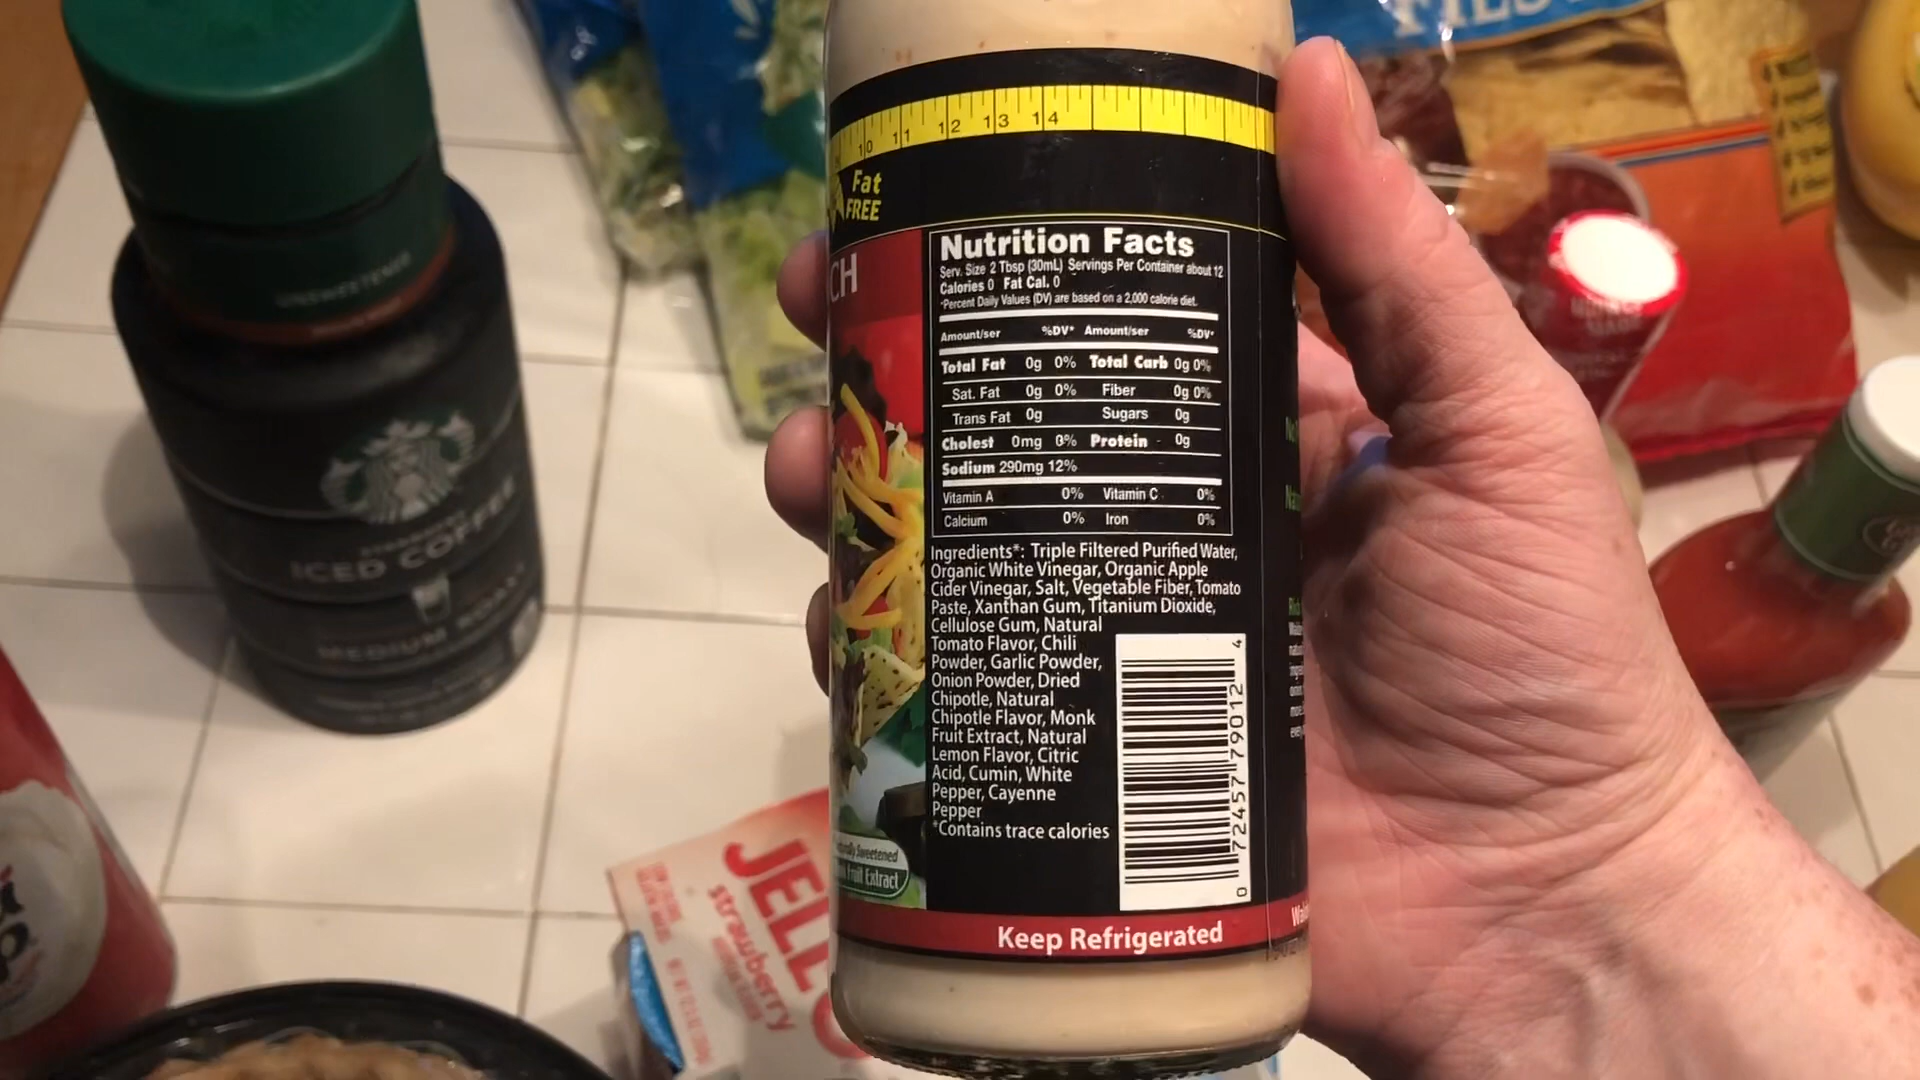 10 11 12 13 14
Fat
FREE
CH
Nutrition Facts
Serv. Size 2 Tbsp (30mL) Servings Per Container about 12
Calories 0 Fat Cal. 0
*Percent Daily Values (DV) are based on a 2,000 calorie diet.
Amount/ser %DV* Amount/ser %DV*
Total Fat 0g 0% Total Carb 0g 0%
Sat. Fat 0g 0% Fiber 0g 0%
Trans Fat 0g Sugars 0g
Cholest 0mg 0% Protein - 0g
Sodium 290mg 12%
Vitamin A 0% Vitamin C 0%
Calcium 0% Iron 0%
Ingredients*: Triple Filtered Purified Water,
Organic White Vinegar, Organic Apple
Cider Vinegar, Salt, Vegetable Fiber, Tomato
Paste, Xanthan Gum, Titanium Dioxide,
Cellulose Gum, Natural
Tomato Flavor, Chili
Powder, Garlic Powder,
Onion Powder, Dried
Chipotle, Natural
Chipotle Flavor, Monk
Fruit Extract, Natural
Lemon Flavor, Citric
Acid, Cumin, White
Pepper, Cayenne
Pepper
*Contains trace calories
0 72457 79012 4
Sweetened
Fruit Extract
Keep Refrigerated
UNSWEETENED
STARBUCKS
ICED COFFEE
MEDIUM ROAST
JELL-O
strawberry